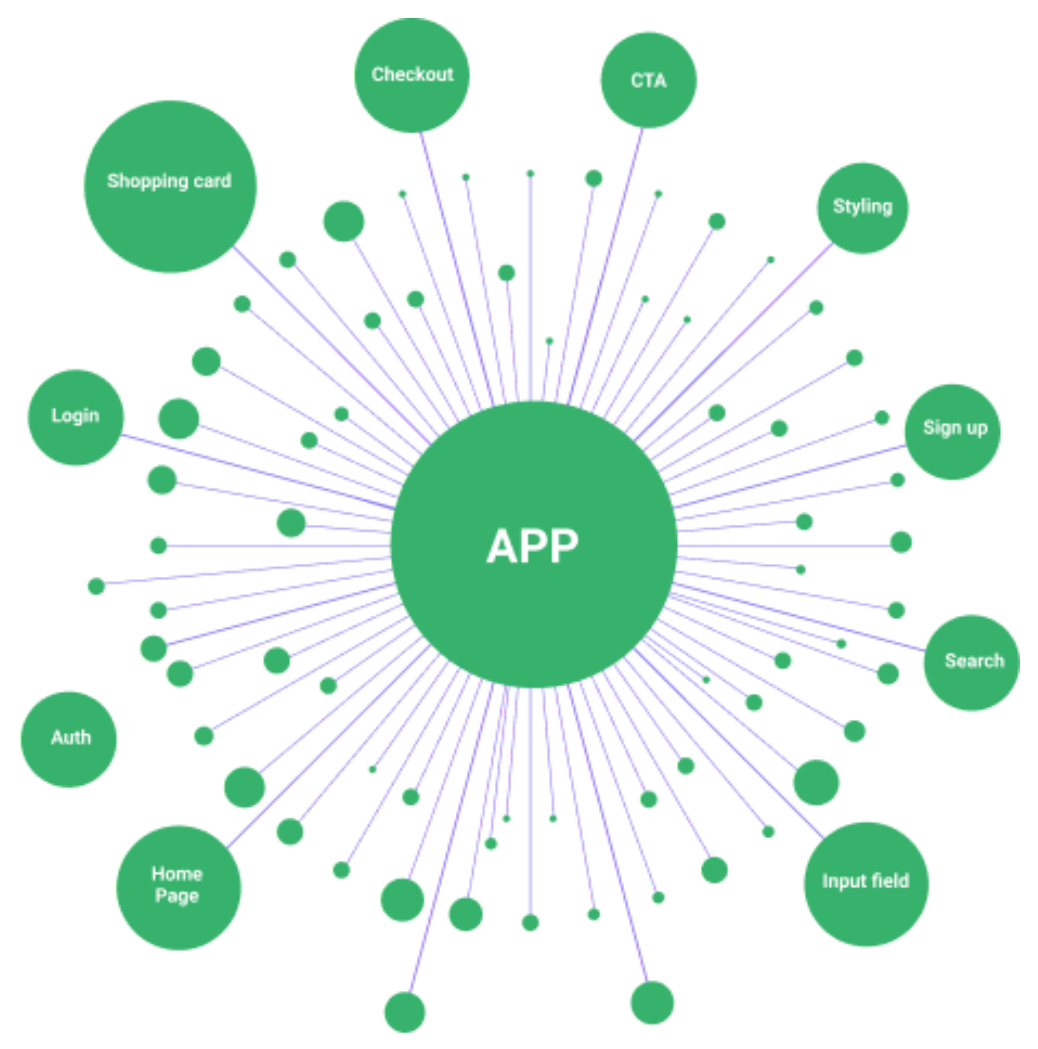 Checkout
CTA
Shopping card
Styling
Login
Sign up
APP
Search
Auth
Home
Page
Input field